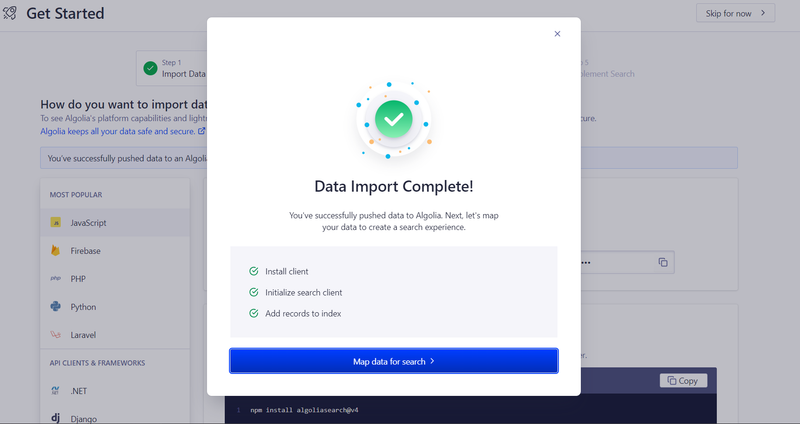 Get Started
Skip for now
Step 1
Import Data
5
plement Search
How do you want to import dat
To see Algolia's platform capabilities and lightn
cure.
Algolia keeps all your data safe and secure.
You've successfully pushed data to an Algolia
MOST POPULAR
JavaScript
Firebase
PHP
Python
Laravel
API CLIENTS & FRAMEWORKS
.NET
Django
Data Import Complete!
You've successfully pushed data to Algolia. Next, let's map
your data to create a search experience.
Install client
Initialize search client
Add records to index
Map data for search
er.
Copy
1 npm install algoliasearch@v4